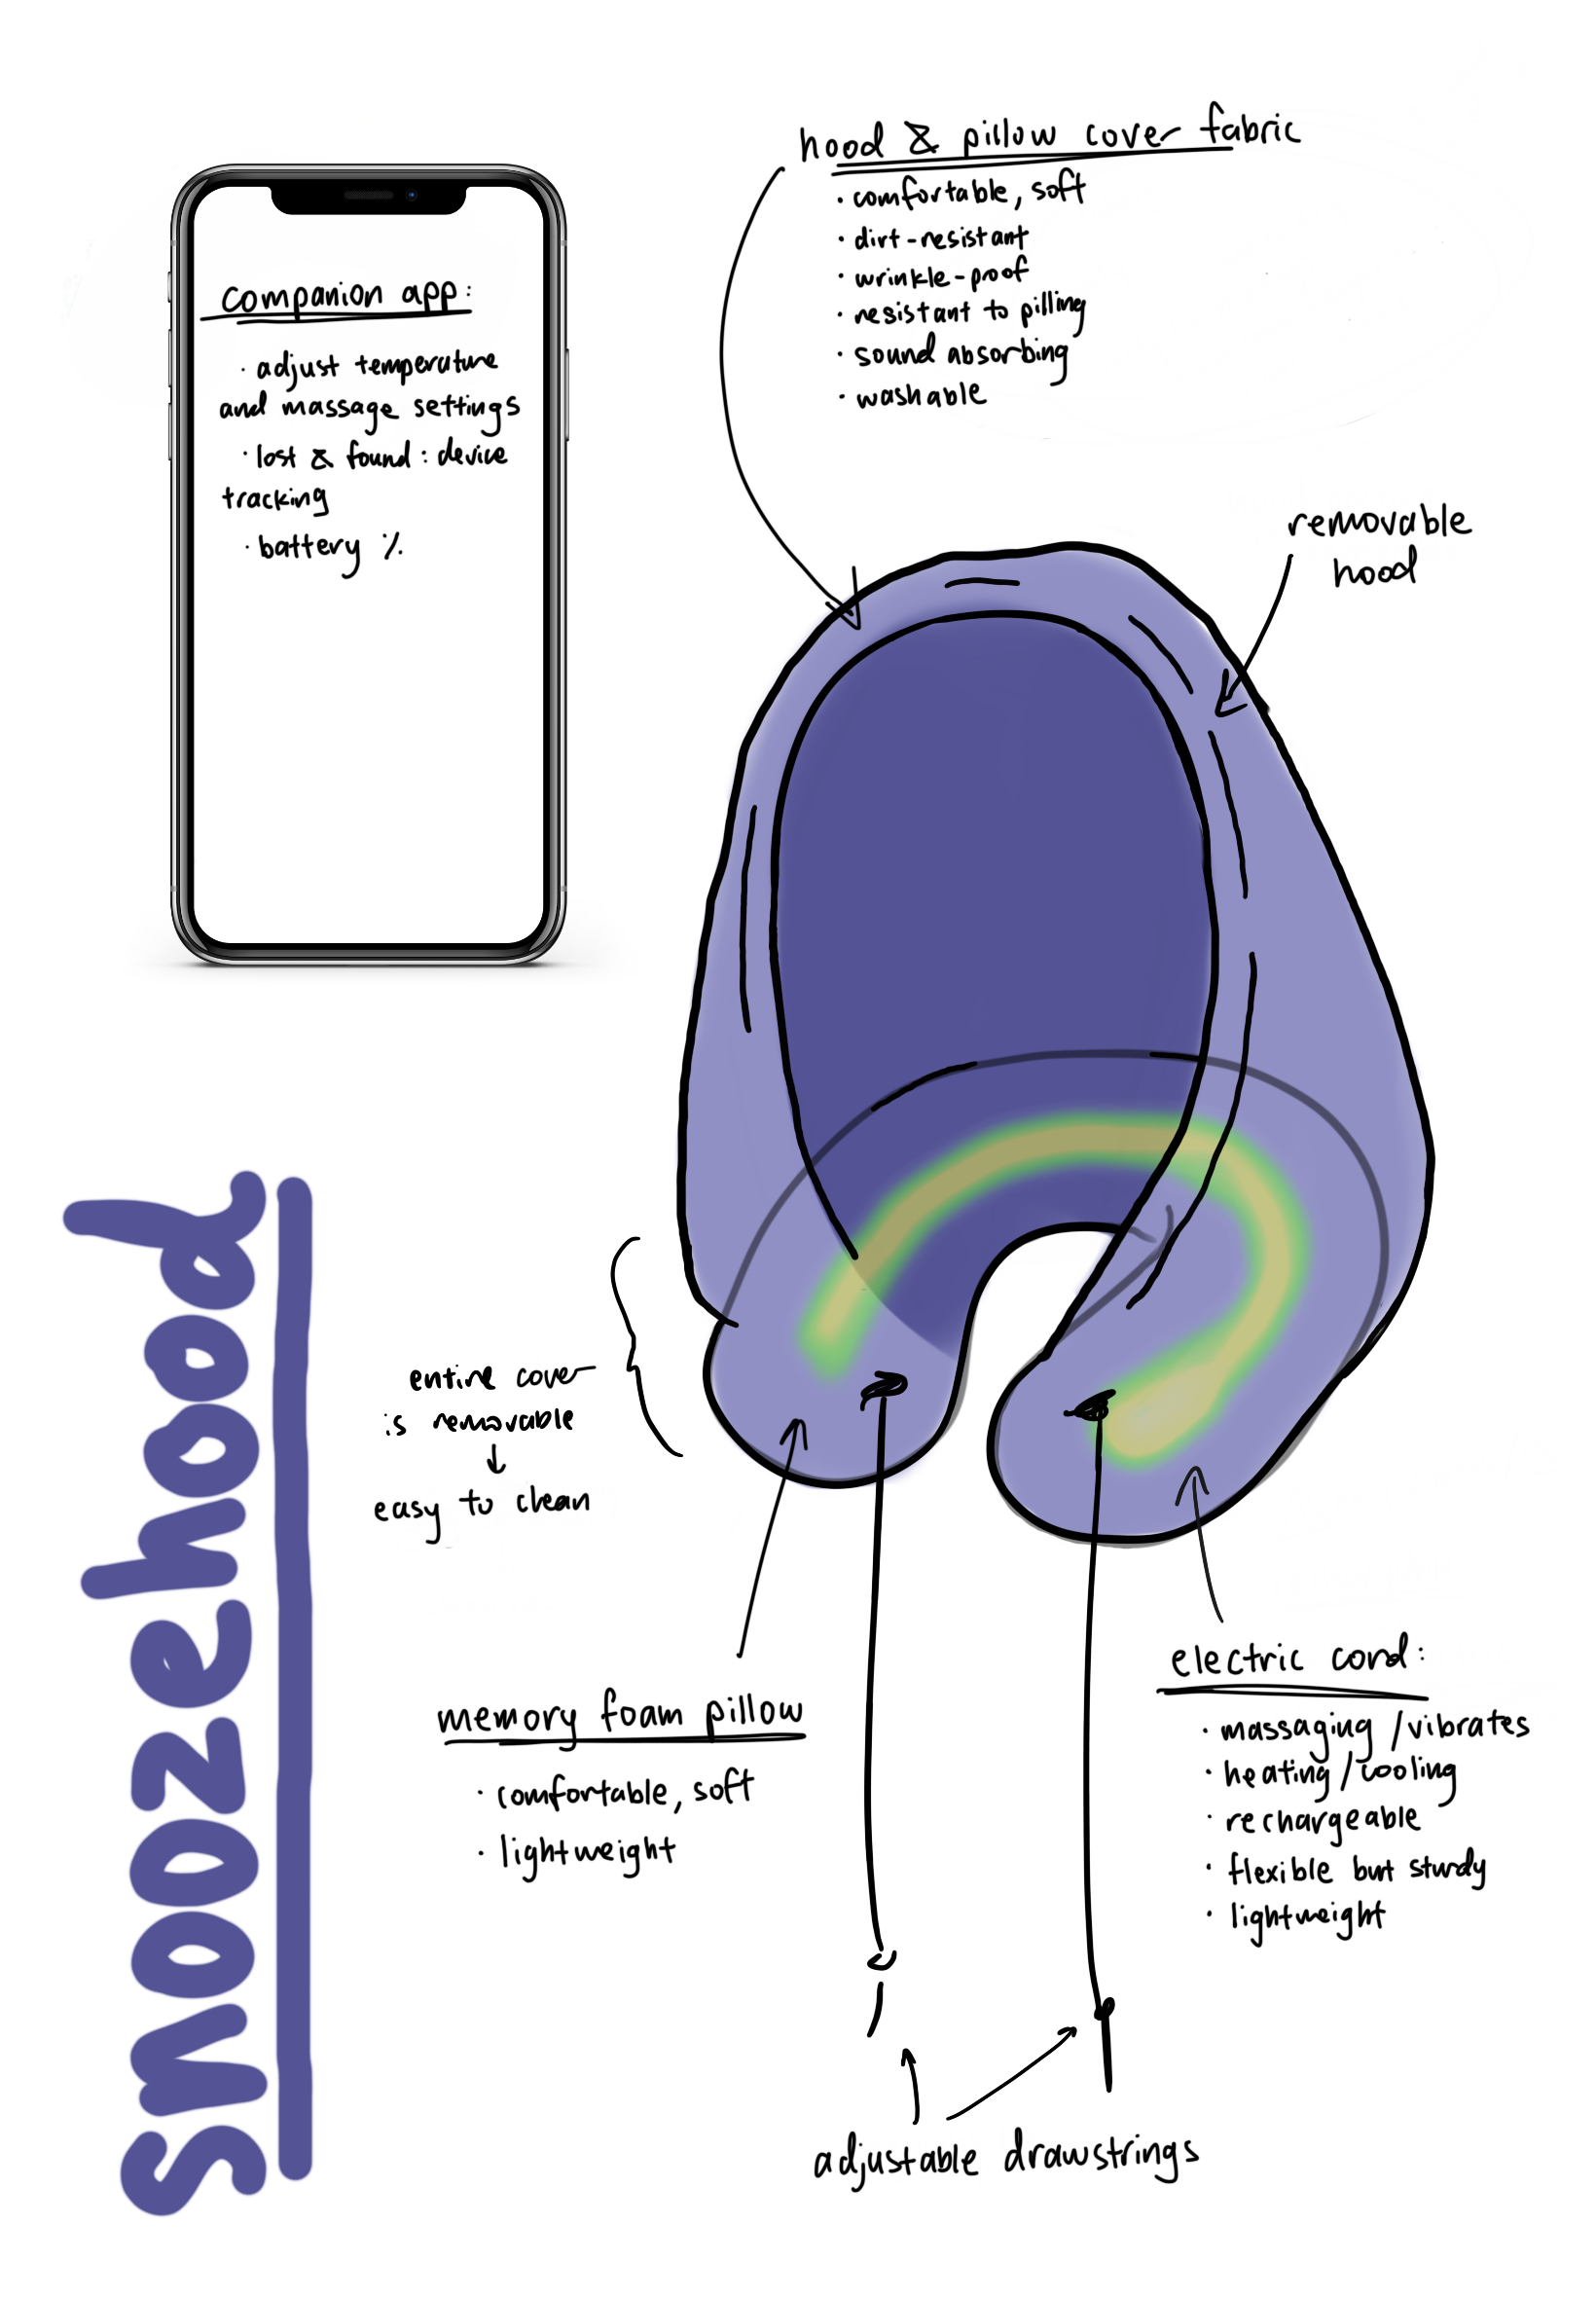 hood & pillow cover fabric
· comfortable, soft
· dirt-resistant
· wrinkle-proof
· resistant to pilling
· sound absorbing
· washable
companion app:
· adjust temperature
and massage settings
· lost & found: device
tracking
· battery %
removable
hood
snoozehood
entire cover
is removable
↓
easy to clean
memory foam pillow
· comfortable, soft
· lightweight
electric cord:
· massaging/vibrates
· heating/cooling
· rechargeable
· flexible but sturdy
· lightweight
adjustable drawstrings